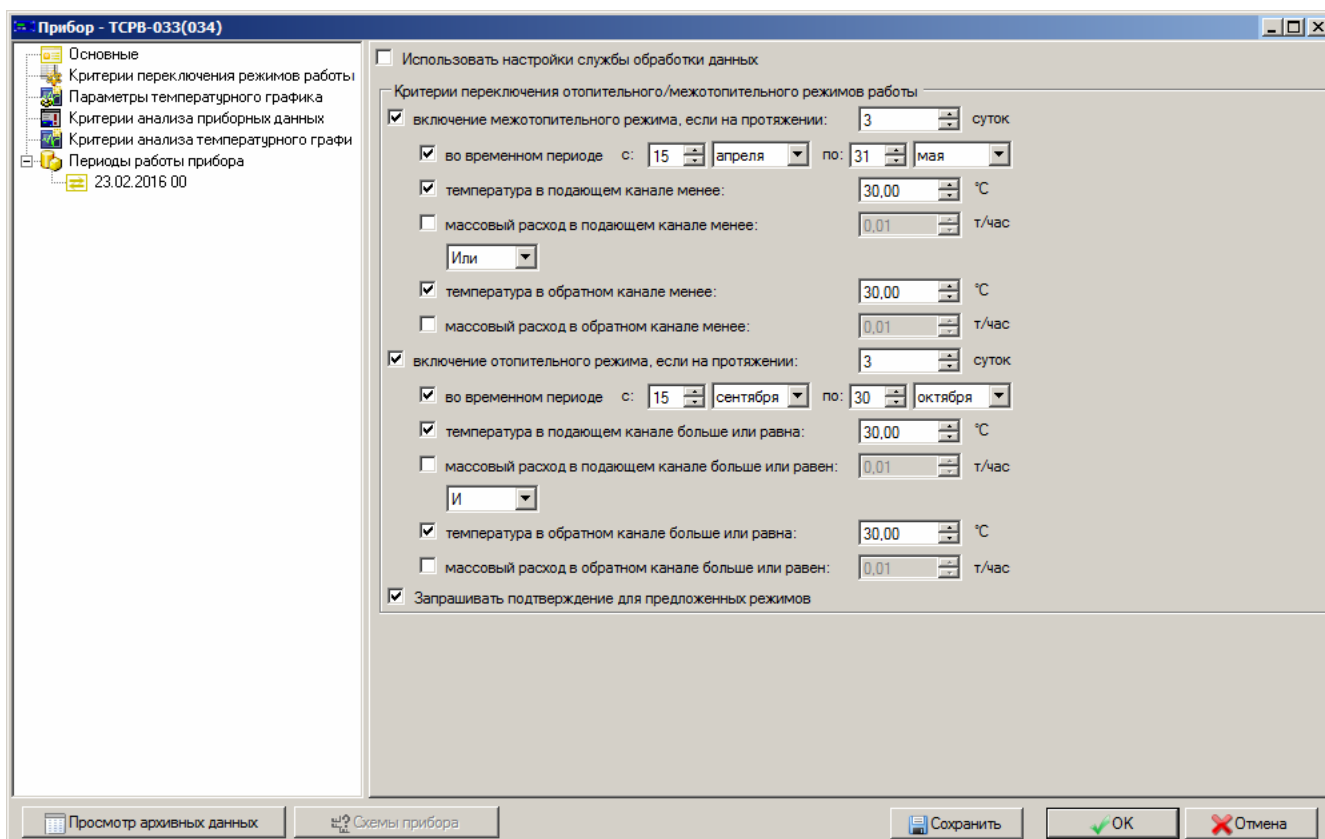 Прибор - ТСРВ-033(034)
Основные
Критерии переключения режимов работы
Параметры температурного графика
Критерии анализа приборных данных
Критерии анализа температурного графи
Периоды работы прибора
23.02.2016 00
Использовать настройки службы обработки данных
Критерии переключения отопительного/межотопительного режимов работы
включение межотопительного режима, если на протяжении: 3 суток
во временном периоде с: 15 апреля по: 31 мая
температура в подающем канале менее: 30,00 °C
массовый расход в подающем канале менее: 0,01 т/час
Или
температура в обратном канале менее: 30,00 °C
массовый расход в обратном канале менее: 0,01 т/час
включение отопительного режима, если на протяжении: 3 суток
во временном периоде с: 15 сентября по: 30 октября
температура в подающем канале больше или равна: 30,00 °C
массовый расход в подающем канале больше или равен: 0,01 т/час
И
температура в обратном канале больше или равна: 30,00 °C
массовый расход в обратном канале больше или равен: 0,01 т/час
Запрашивать подтверждение для предложенных режимов
Просмотр архивных данных Схемы прибора Сохранить OK Отмена